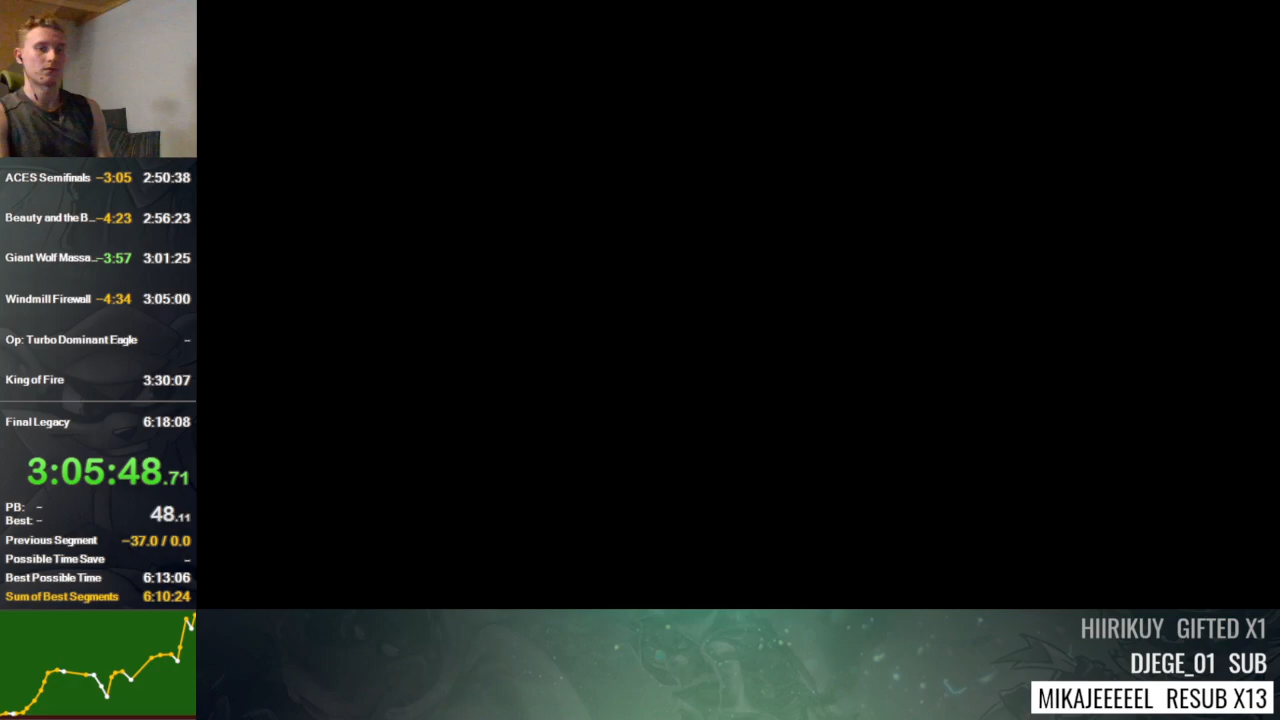 ACES Semifinals −3:05 2:50:38
Beauty and the B... −4:23 2:56:23
Giant Wolf Massa... −3:57 3:01:25
Windmill Firewall −4:34 3:05:00
Op: Turbo Dominant Eagle −
King of Fire 3:30:07
Final Legacy 6:18:08
3:05:48.71
PB: − 48.11
Best: −
Previous Segment −37.0 / 0.0
Possible Time Save −
Best Possible Time 6:13:06
Sum of Best Segments 6:10:24
HIIRIKUY GIFTED X1
DJEGE_01 SUB
MIKAJEEEEEL RESUB X13